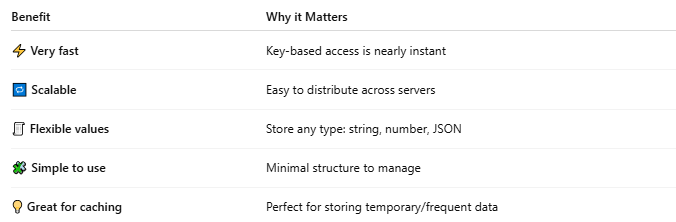 Benefit Why it Matters
⚡ Very fast Key-based access is nearly instant
🔁 Scalable Easy to distribute across servers
🧾 Flexible values Store any type: string, number, JSON
🧩 Simple to use Minimal structure to manage
💡 Great for caching Perfect for storing temporary/frequent data